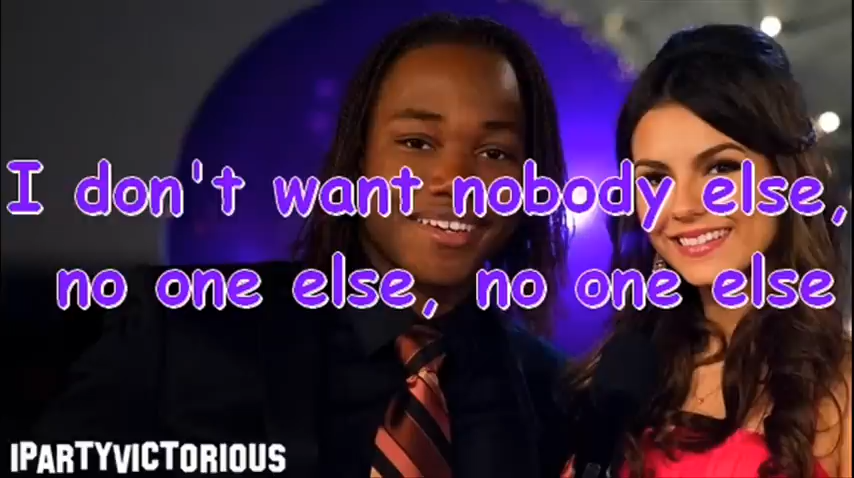 I don't want nobody else,
no one else, no one else
IPARTYVICTORIOUS